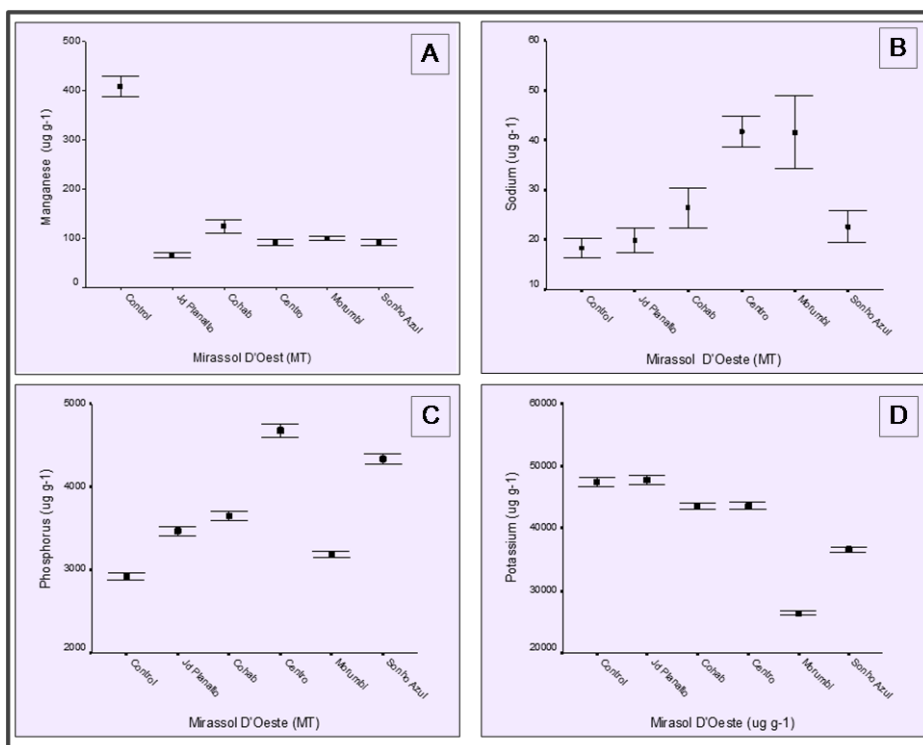 A
Manganese (ug g-1)
500
400
300
200
100
0
Control
Jd Planalto
Cohab
Centro
Morumbi
Sonho Azul
Mirassol D'Oest (MT)
B
Sodium (ug g-1)
60
50
40
30
20
10
Control
Jd Planalto
Cohab
Centro
Morumbi
Sonho Azul
Mirassol D'Oeste (MT)
C
Phosphorus (ug g-1)
5000
4000
3000
2000
Control
Jd Planalto
Cohab
Centro
Morumbi
Sonho Azul
Mirassol D'Oeste (MT)
D
Potassium (ug g-1)
60000
50000
40000
30000
20000
Control
Jd Planalto
Cohab
Centro
Morumbi
Sonho Azul
Mirasol D'Oeste (ug g-1)